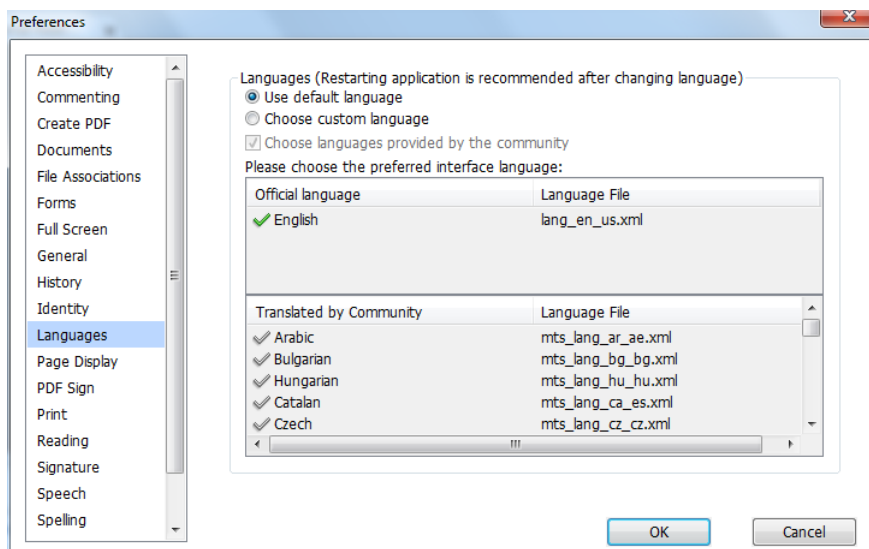 Preferences
Accessibility
Commenting
Create PDF
Documents
File Associations
Forms
Full Screen
General
History
Identity
Languages
Page Display
PDF Sign
Print
Reading
Signature
Speech
Spelling
Languages (Restarting application is recommended after changing language)
Use default language
Choose custom language
Choose languages provided by the community
Please choose the preferred interface language:
Official language Language File
English lang_en_us.xml
Translated by Community Language File
Arabic mts_lang_ar_ae.xml
Bulgarian mts_lang_bg_bg.xml
Hungarian mts_lang_hu_hu.xml
Catalan mts_lang_ca_es.xml
Czech mts_lang_cz_cz.xml
OK Cancel